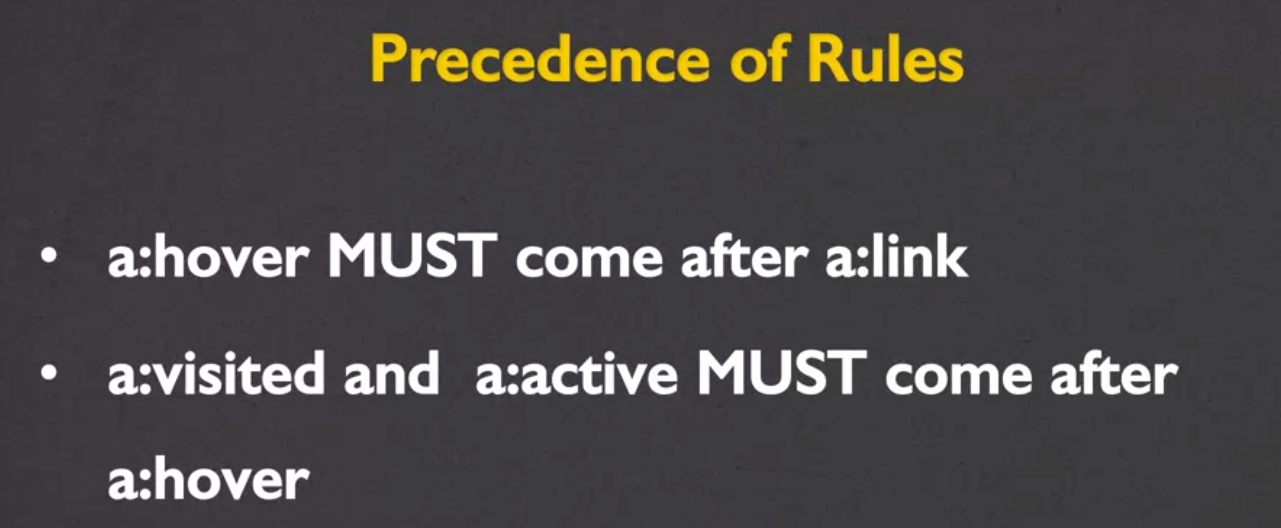 Precedence of Rules
• a:hover MUST come after a:link
• a:visited and a:active MUST come after
a:hover